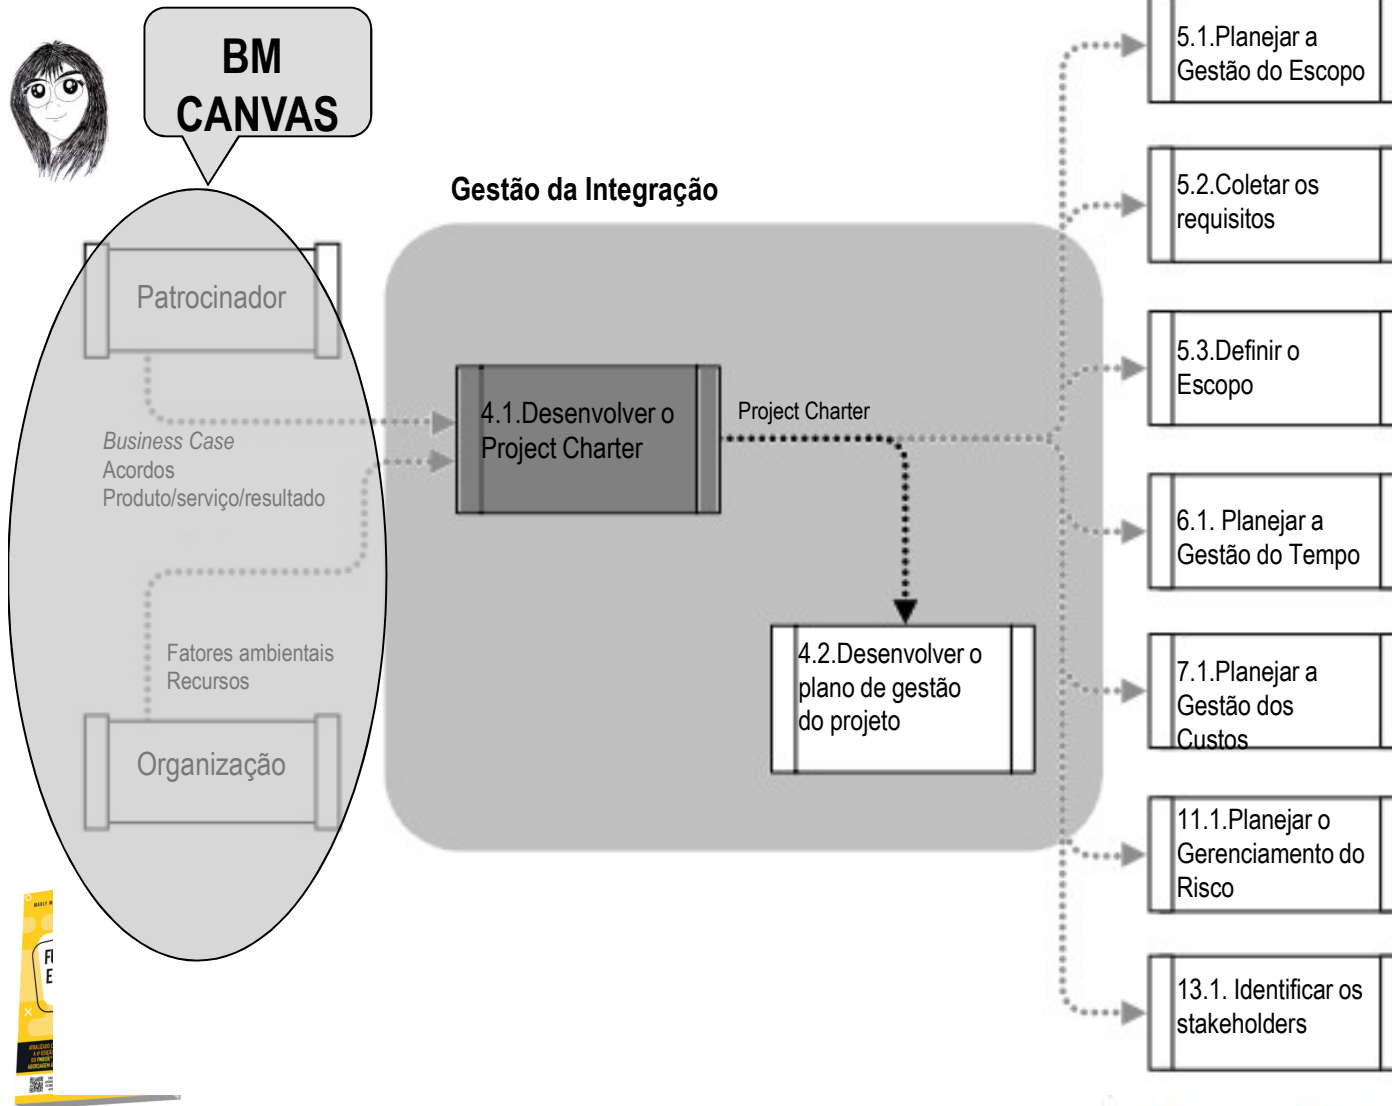 BM
CANVAS
Gestão da Integração
Patrocinador
Business Case
Acordos
Produto/serviço/resultado
Fatores ambientais
Recursos
Organização
4.1.Desenvolver o
Project Charter
Project Charter
4.2.Desenvolver o
plano de gestão
do projeto
5.1.Planejar a
Gestão do Escopo
5.2.Coletar os
requisitos
5.3.Definir o
Escopo
6.1. Planejar a
Gestão do Tempo
7.1.Planejar a
Gestão dos
Custos
11.1.Planejar o
Gerenciamento do
Risco
13.1. Identificar os
stakeholders